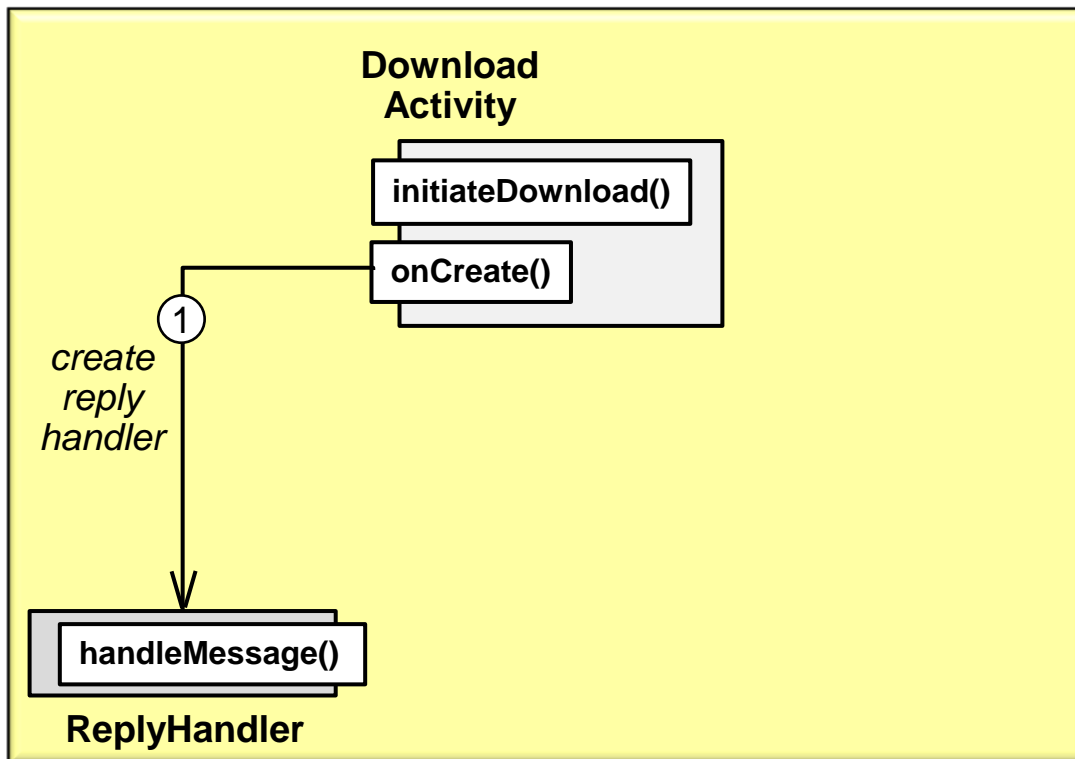 Download
Activity
initiateDownload()
onCreate()
1
create
reply
handler
handleMessage()
ReplyHandler